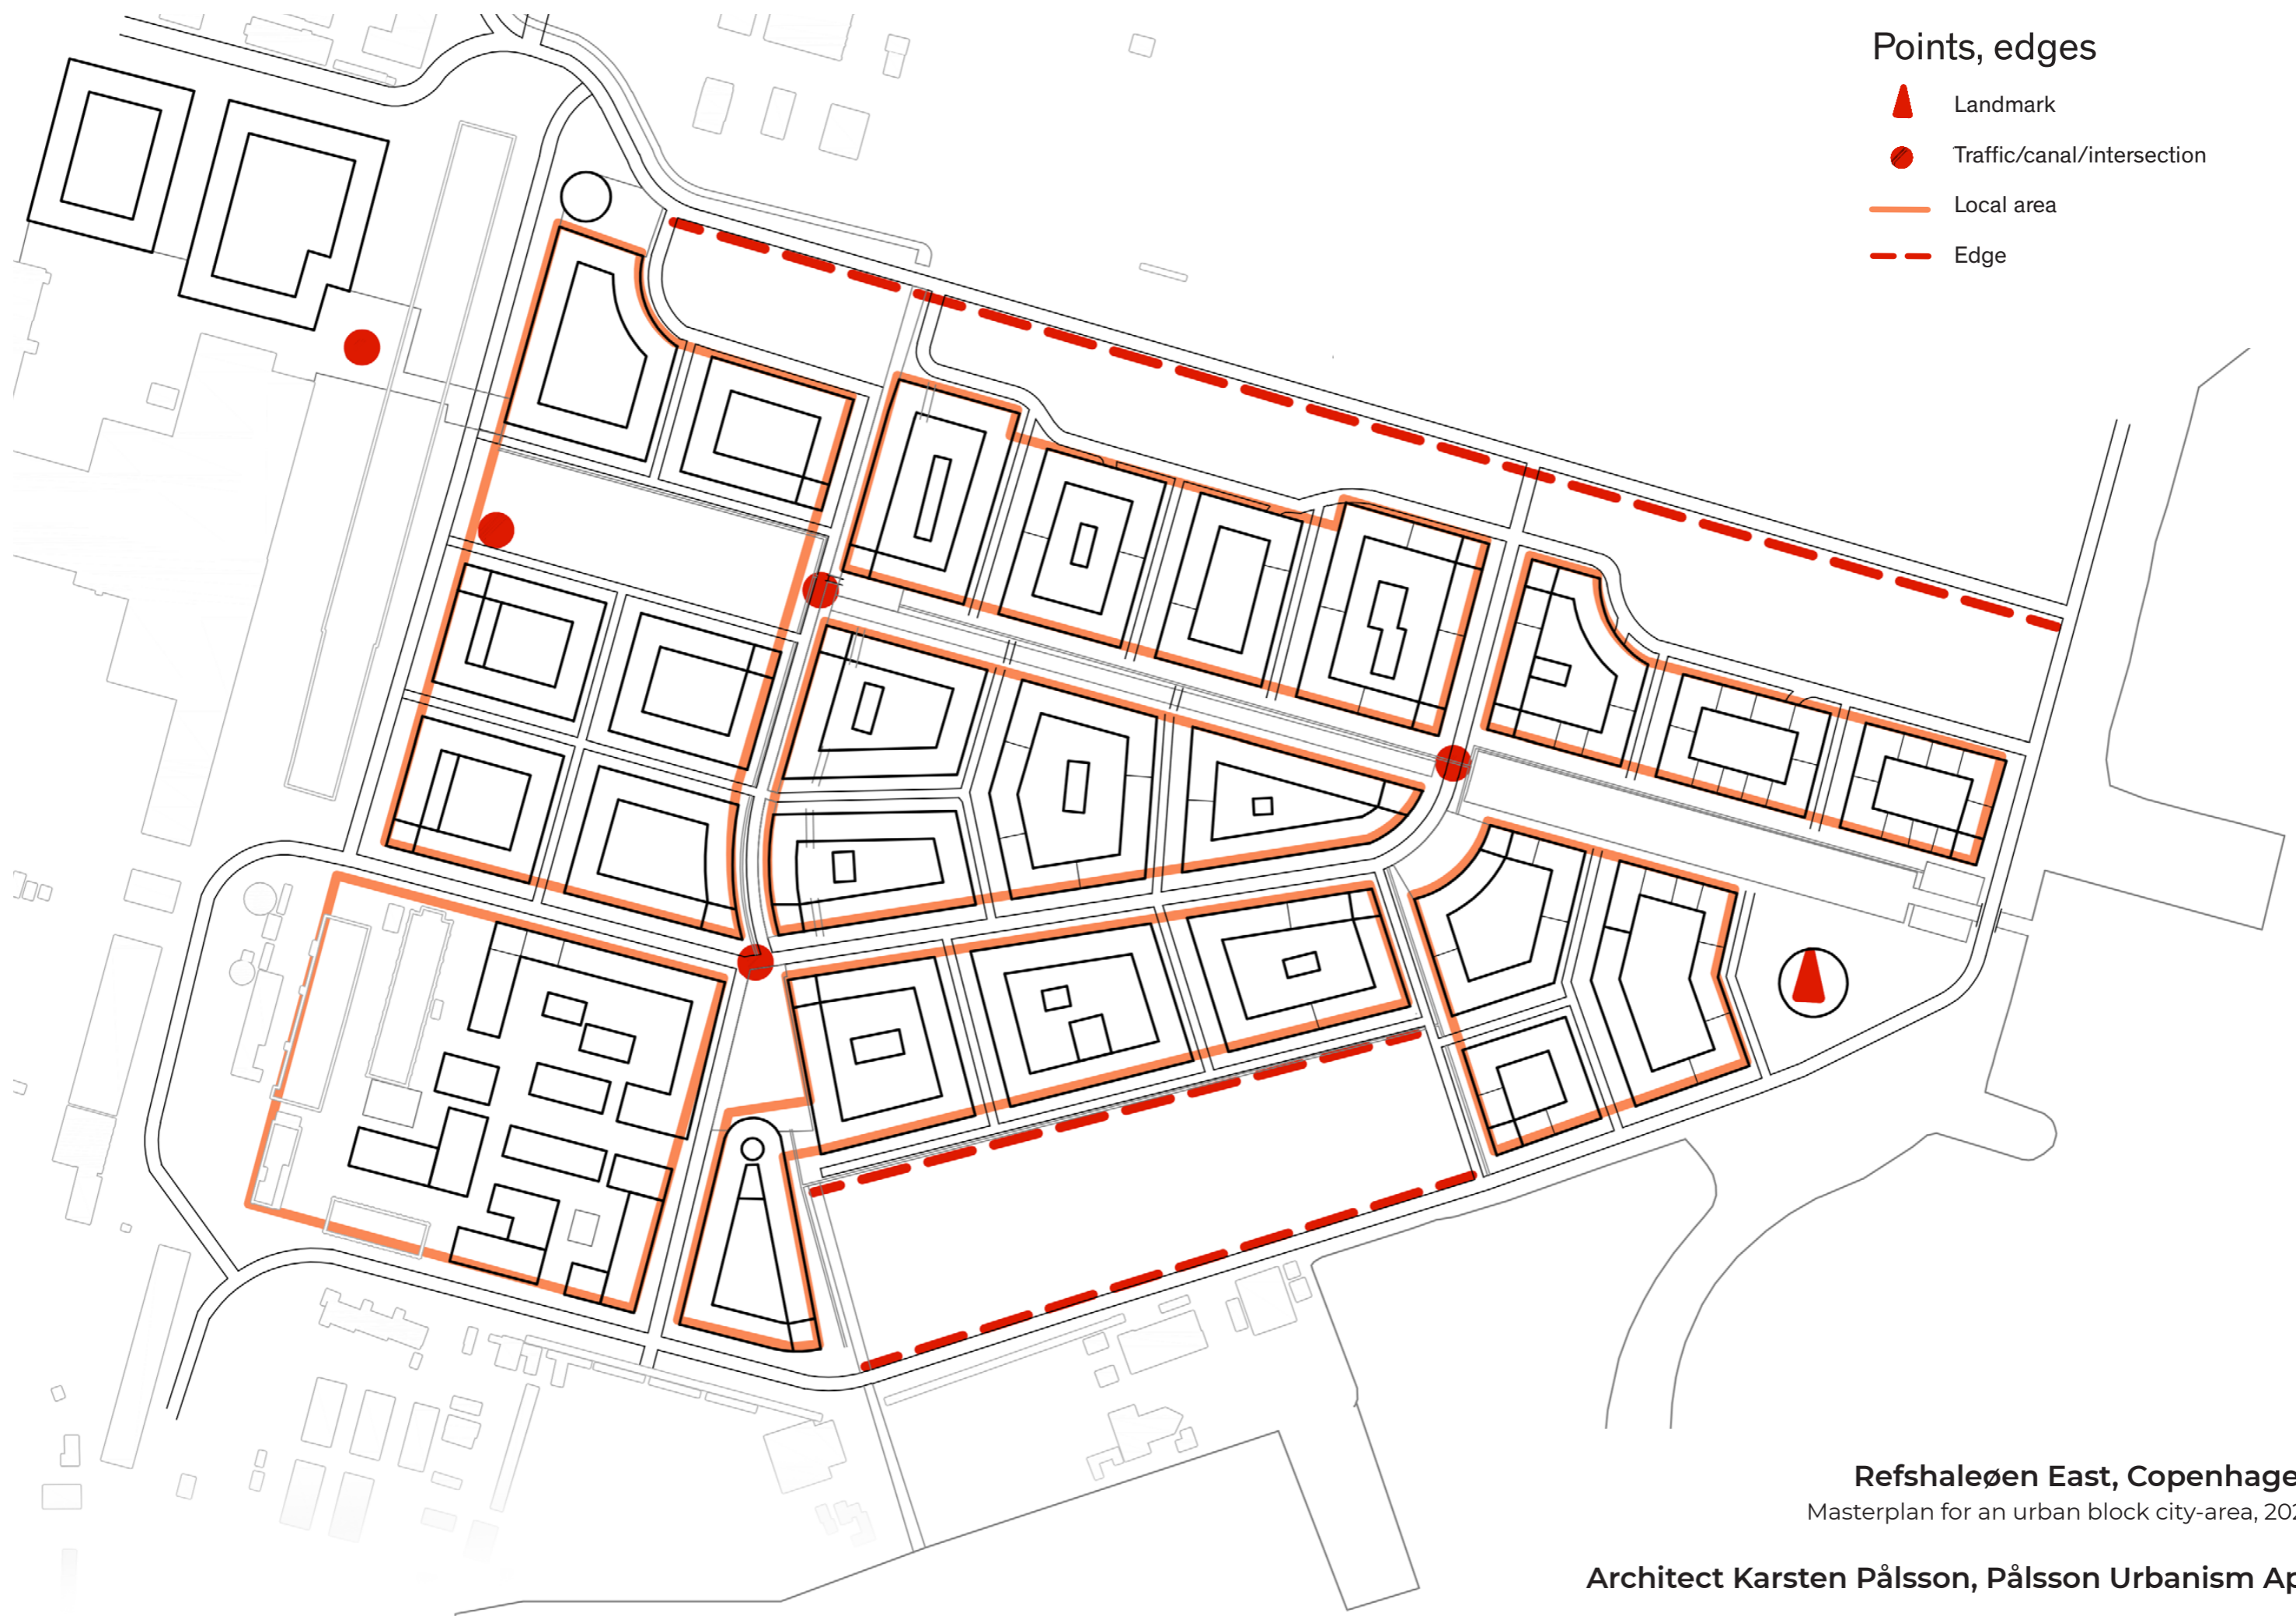 Points, edges
Landmark
Traffic/canal/intersection
Local area
Edge
Refshaleøen East, Copenhage
Masterplan for an urban block city-area, 202
Architect Karsten Pålsson, Pålsson Urbanism Ap